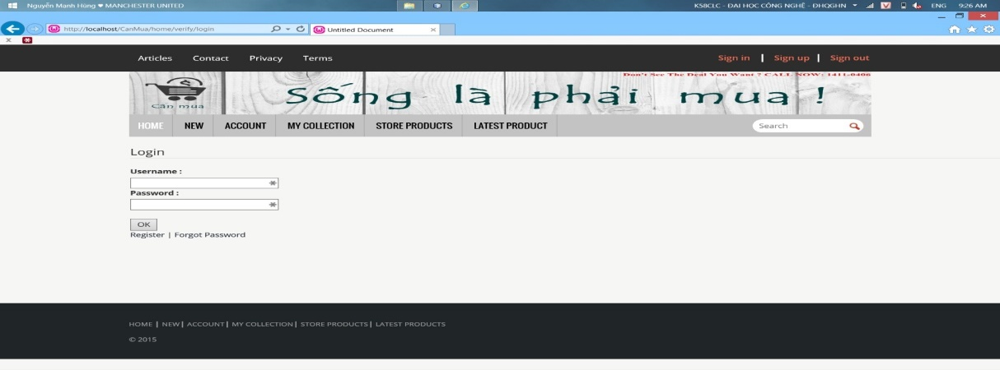 Nguyễn Mạnh Hùng ♥ MANCHESTER UNITED
K58CLC - ĐẠI HỌC CÔNG NGHỆ - ĐHQGHN
ENG 9:26 AM
http://localhost/CanMua/home/verify/login
Untitled Document
Articles Contact Privacy Terms
Sign in | Sign up | Sign out
Don't See The Deal You Want ? CALL NOW: 1411-0406
Cần mua
Sống là phải mua !
HOME NEW ACCOUNT MY COLLECTION STORE PRODUCTS LATEST PRODUCT
Search
Login
Username :
Password :
OK
Register | Forgot Password
HOME | NEW | ACCOUNT | MY COLLECTION | STORE PRODUCTS | LATEST PRODUCTS
© 2015